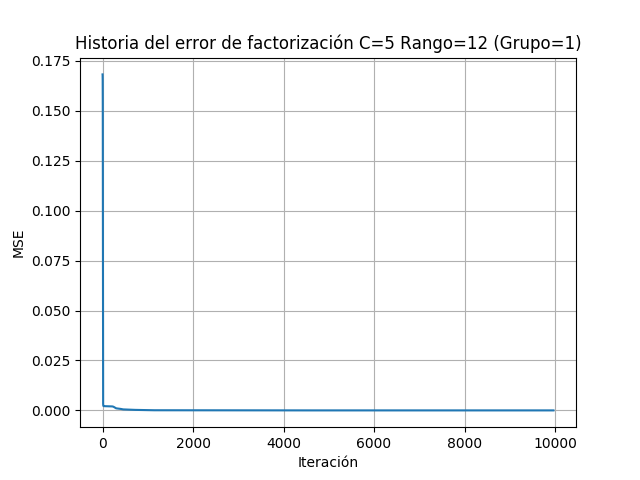 Historia del error de factorización C=5 Rango=12 (Grupo=1)
0.175
0.150
0.125
0.100
0.075
0.050
0.025
0.000
MSE
0 2000 4000 6000 8000 10000
Iteración